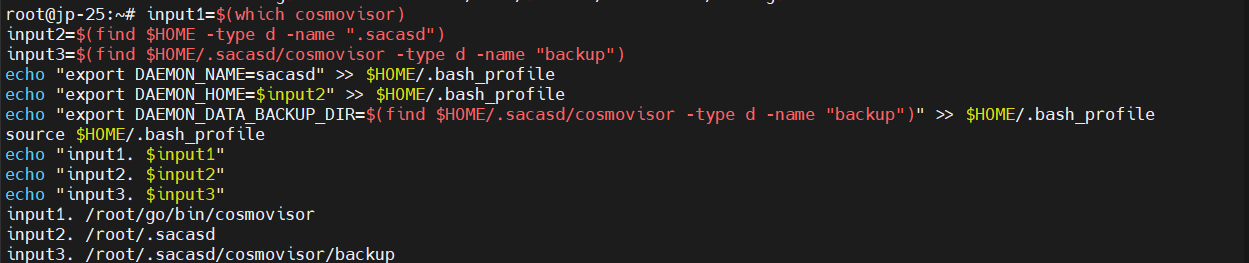 root@jp-25:~# input1=$(which cosmovisor)
input2=$(find $HOME -type d -name ".sacasd")
input3=$(find $HOME/.sacasd/cosmovisor -type d -name "backup")
echo "export DAEMON_NAME=sacasd" >> $HOME/.bash_profile
echo "export DAEMON_HOME=$input2" >> $HOME/.bash_profile
echo "export DAEMON_DATA_BACKUP_DIR=$(find $HOME/.sacasd/cosmovisor -type d -name "backup")" >> $HOME/.bash_profile
source $HOME/.bash_profile
echo "input1. $input1"
echo "input2. $input2"
echo "input3. $input3"
input1. /root/go/bin/cosmovisor
input2. /root/.sacasd
input3. /root/.sacasd/cosmovisor/backup